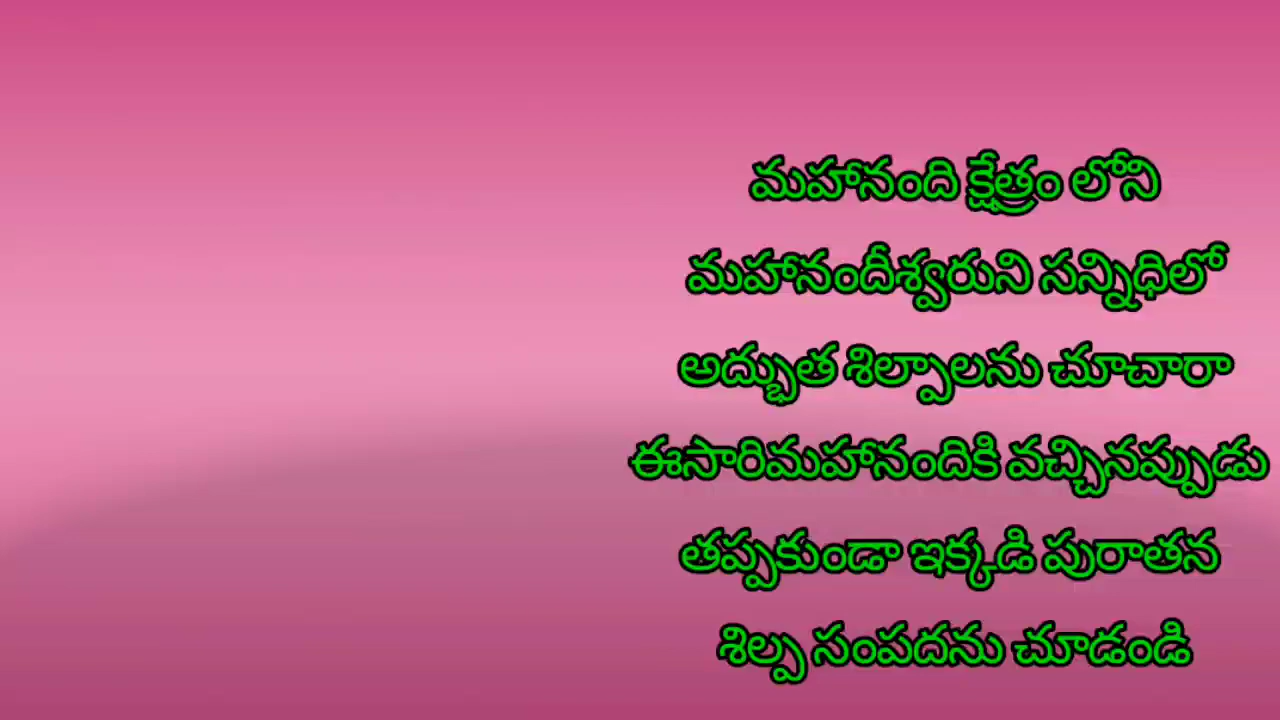 మహానంది క్షేత్రం లోని
మహానందీశ్వరుని సన్నిధిలో
అద్భుత శిల్పాలను చూచారా
ఈసారిమహానందికి వచ్చినప్పుడు
తప్పకుండా ఇక్కడి పురాతన
శిల్ప సంపదను చూడండి